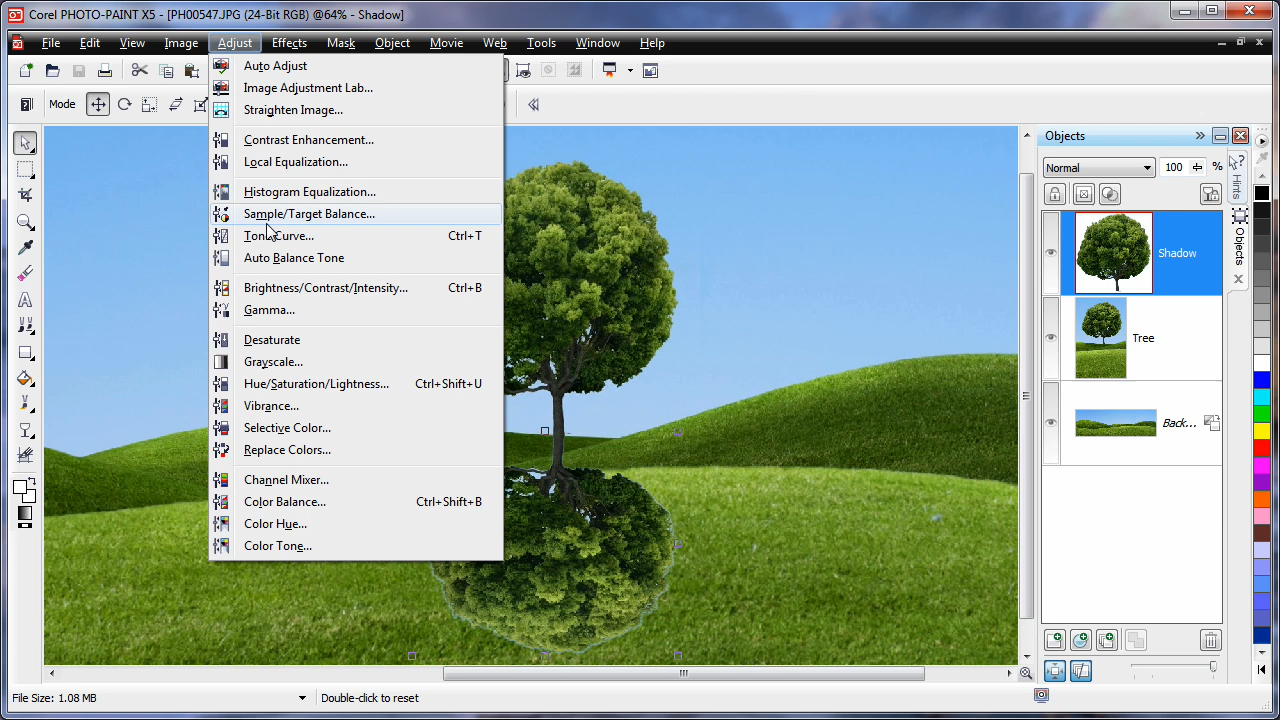 Corel PHOTO-PAINT X5 - [PH00547.JPG (24-Bit RGB) @64% - Shadow]
File Edit View Image Adjust Effects Mask Object Movie Web Tools Window Help
Mode
Auto Adjust
Image Adjustment Lab...
Straighten Image...
Contrast Enhancement...
Local Equalization...
Histogram Equalization...
Sample/Target Balance...
Tone Curve... Ctrl+T
Auto Balance Tone
Brightness/Contrast/Intensity... Ctrl+B
Gamma...
Desaturate
Grayscale...
Hue/Saturation/Lightness... Ctrl+Shift+U
Vibrance...
Selective Color...
Replace Colors...
Channel Mixer...
Color Balance... Ctrl+Shift+B
Color Hue...
Color Tone...
Objects
Normal 100 %
Shadow
Tree
Back...
Hints
Objects
File Size: 1.08 MB Double-click to reset